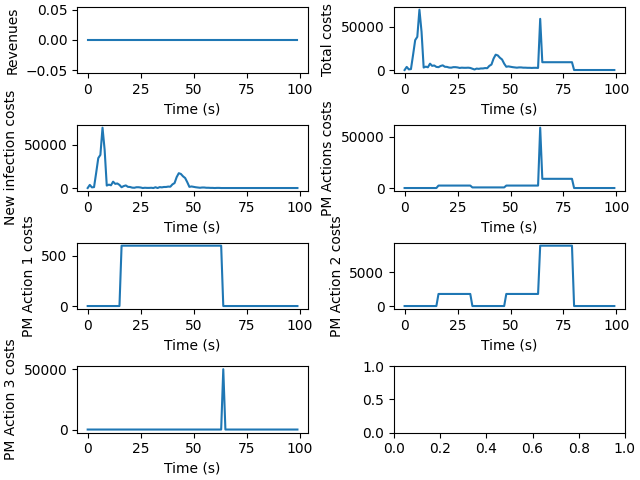 Revenues
0.05
0.00
−0.05
0 25 50 75 100
Time (s)
Total costs
50000
0
0 25 50 75 100
Time (s)
New infection costs
50000
0
0 25 50 75 100
Time (s)
PM Actions costs
50000
0
0 25 50 75 100
Time (s)
PM Action 1 costs
500
0
0 25 50 75 100
Time (s)
PM Action 2 costs
5000
0
0 25 50 75 100
Time (s)
PM Action 3 costs
50000
0
0 25 50 75 100
Time (s)
1.0
0.5
0.0
0.0 0.2 0.4 0.6 0.8 1.0